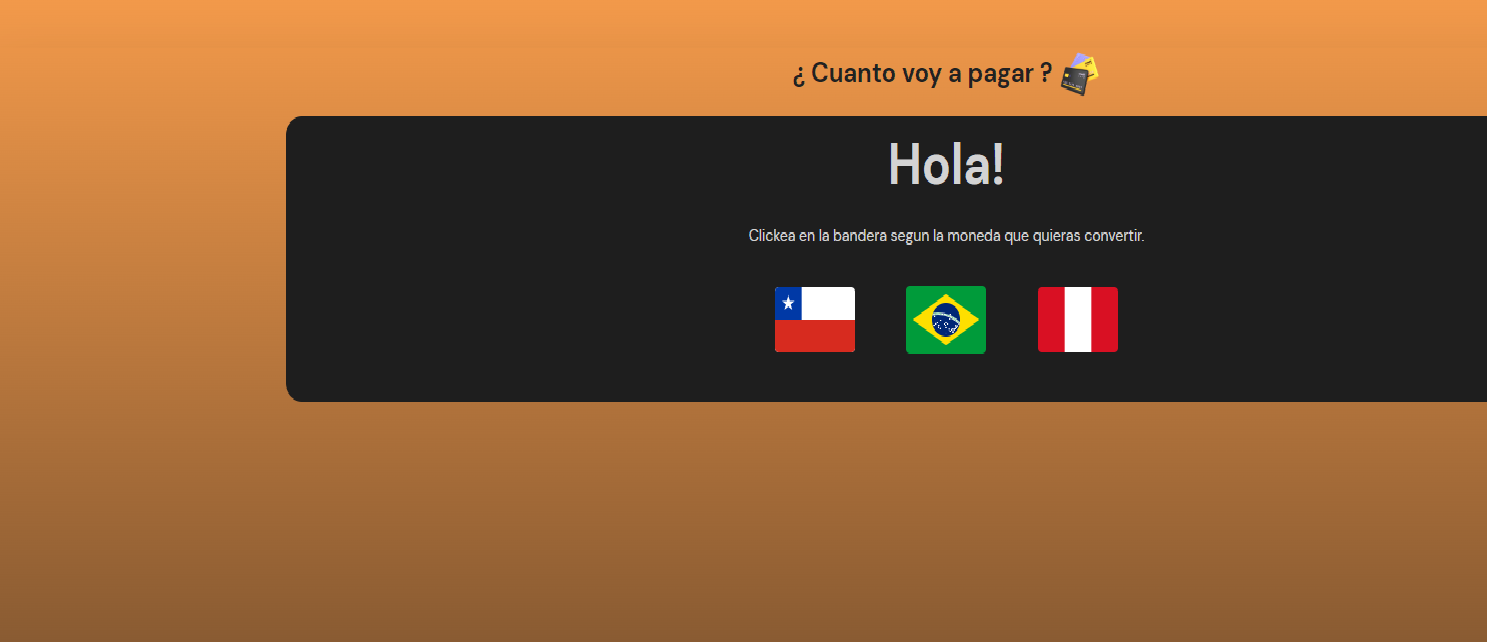 ¿ Cuanto voy a pagar ?
Hola!
Clickea en la bandera segun la moneda que quieras convertir.